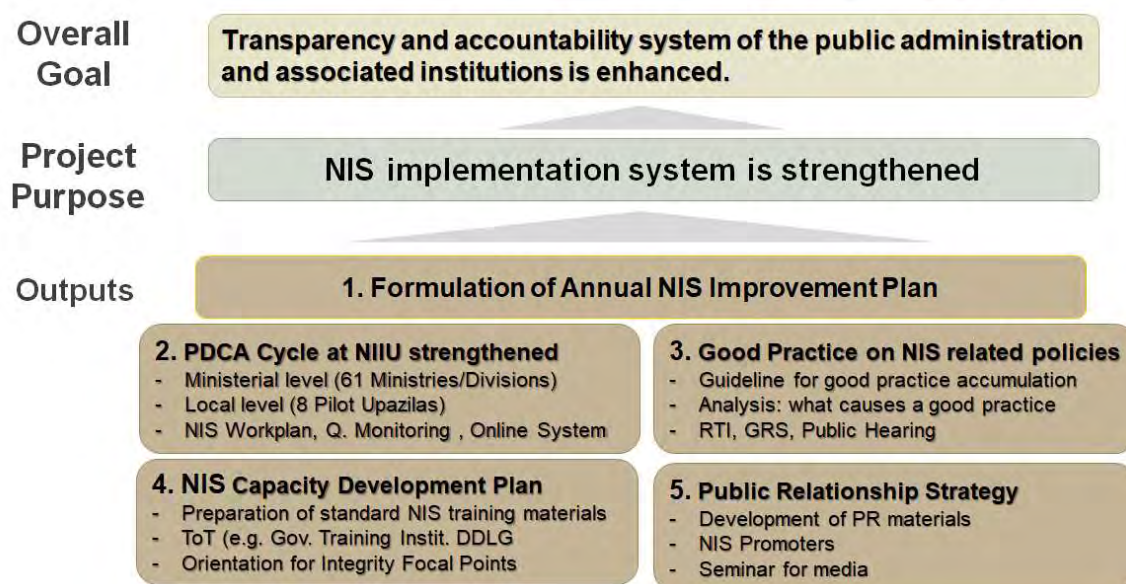 Overall
Goal
Transparency and accountability system of the public administration
and associated institutions is enhanced.
Project
Purpose
NIS implementation system is strengthened
Outputs
1. Formulation of Annual NIS Improvement Plan
2. PDCA Cycle at NIIU strengthened
- Ministerial level (61 Ministries/Divisions)
- Local level (8 Pilot Upazilas)
- NIS Workplan, Q. Monitoring , Online System
3. Good Practice on NIS related policies
- Guideline for good practice accumulation
- Analysis: what causes a good practice
- RTI, GRS, Public Hearing
4. NIS Capacity Development Plan
- Preparation of standard NIS training materials
- ToT (e.g. Gov. Training Instit. DDLG
- Orientation for Integrity Focal Points
5. Public Relationship Strategy
- Development of PR materials
- NIS Promoters
- Seminar for media